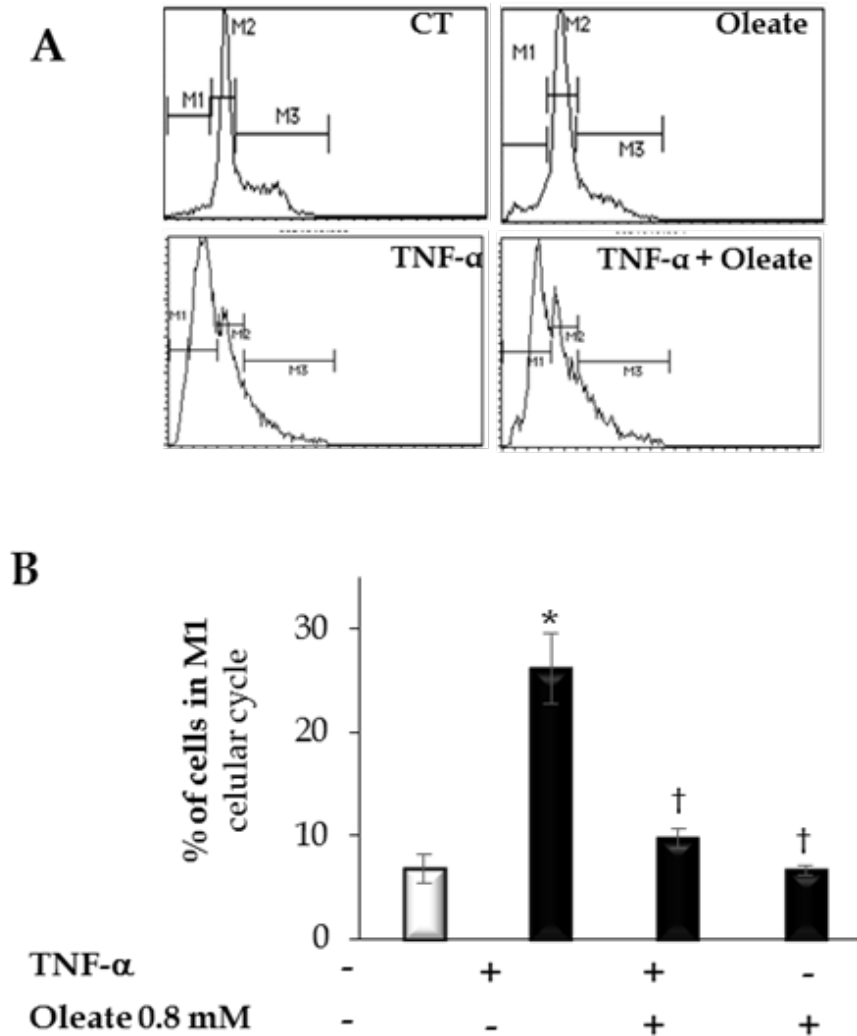 A
CT
M1
M2
M3
Oleate
M1
M2
M3
TNF-α
M1
M2
M3
TNF-α + Oleate
M1
M2
M3
B
% of cells in M1
celular cycle
30
20
10
0
*
†
†
TNF-α - + + -
Oleate 0.8 mM - - + +